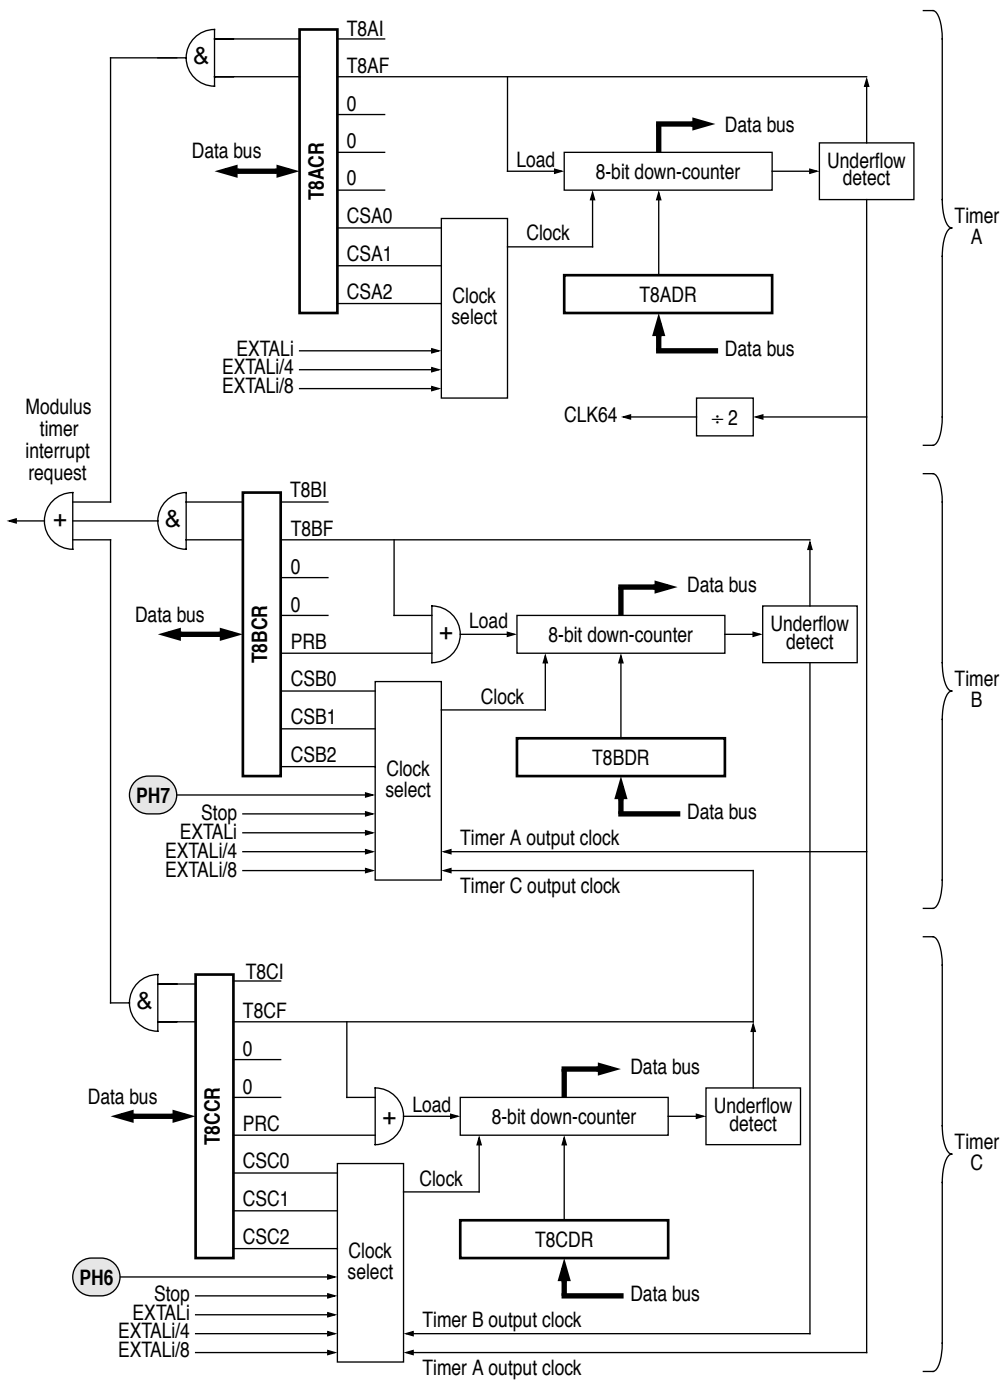 T8AI
&
T8AF
0
0
0
Data bus
T8ACR
CSA0
CSA1
CSA2
Clock
select
EXTALi
EXTALi/4
EXTALi/8
Load
Clock
8-bit down-counter
Data bus
Underflow
detect
T8ADR
Data bus
CLK64
÷ 2
Timer
A
Modulus
timer
interrupt
request
+
&
T8BI
T8BF
0
0
PRB
Data bus
T8BCR
CSB0
CSB1
CSB2
Clock
select
PH7
Stop
EXTALi
EXTALi/4
EXTALi/8
+
Load
Clock
8-bit down-counter
Data bus
Underflow
detect
T8BDR
Data bus
Timer A output clock
Timer C output clock
Timer
B
&
T8CI
T8CF
0
0
PRC
Data bus
T8CCR
CSC0
CSC1
CSC2
Clock
select
PH6
Stop
EXTALi
EXTALi/4
EXTALi/8
+
Load
Clock
8-bit down-counter
Data bus
Underflow
detect
T8CDR
Data bus
Timer B output clock
Timer A output clock
Timer
C